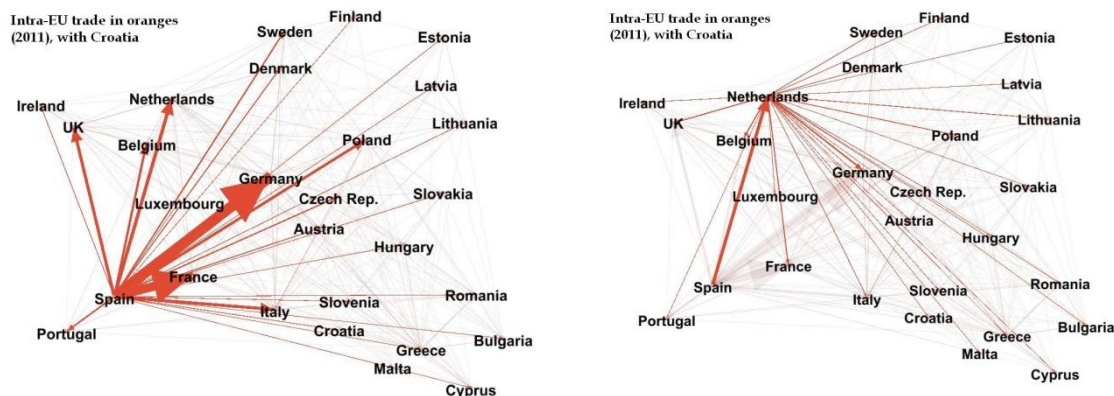 Intra-EU trade in oranges
(2011), with Croatia
Finland
Sweden
Estonia
Denmark
Latvia
Ireland
Netherlands
UK
Lithuania
Belgium
Poland
Germany
Luxembourg
Czech Rep.
Slovakia
Austria
Hungary
France
Spain
Slovenia
Romania
Italy
Portugal
Croatia
Bulgaria
Greece
Malta
Cyprus
Intra-EU trade in oranges
(2011), with Croatia
Finland
Sweden
Estonia
Denmark
Latvia
Netherlands
Ireland
UK
Lithuania
Belgium
Poland
Germany
Czech Rep.
Slovakia
Luxembourg
Austria
Hungary
France
Spain
Slovenia
Romania
Italy
Portugal
Croatia
Bulgaria
Greece
Malta
Cyprus